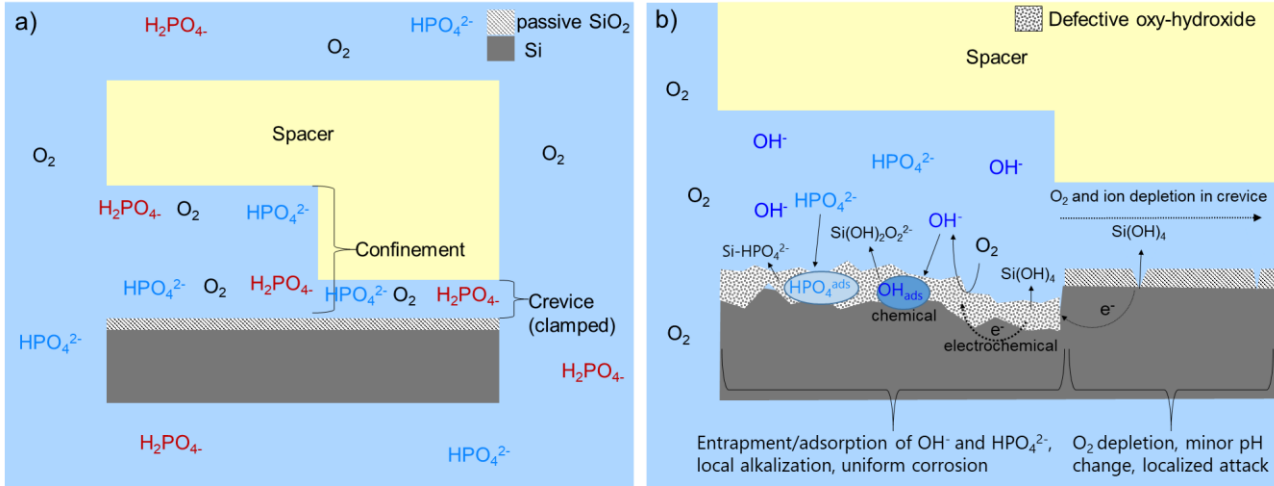 a)
H₂PO₄-
HPO₄²⁻
passive SiO₂
Si
O₂
Spacer
O₂
O₂
H₂PO₄-
O₂
HPO₄²⁻
Confinement
HPO₄²⁻
O₂
H₂PO₄-
HPO₄²⁻
O₂
H₂PO₄-
Crevice
(clamped)
HPO₄²⁻
H₂PO₄-
H₂PO₄-
HPO₄²⁻
b)
Defective oxy-hydroxide
Spacer
O₂
OH⁻
HPO₄²⁻
OH⁻
O₂
OH⁻
HPO₄²⁻
O₂ and ion depletion in crevice
Si(OH)₂O₂²⁻
OH⁻
O₂
Si(OH)₄
Si-HPO₄²⁻
Si(OH)₄
HPO₄ᵃᵈˢ
OHₐdₛ
chemical
e⁻
e⁻
electrochemical
O₂
Entrapment/adsorption of OH⁻ and HPO₄²⁻,
local alkalization, uniform corrosion
O₂ depletion, minor pH
change, localized attack